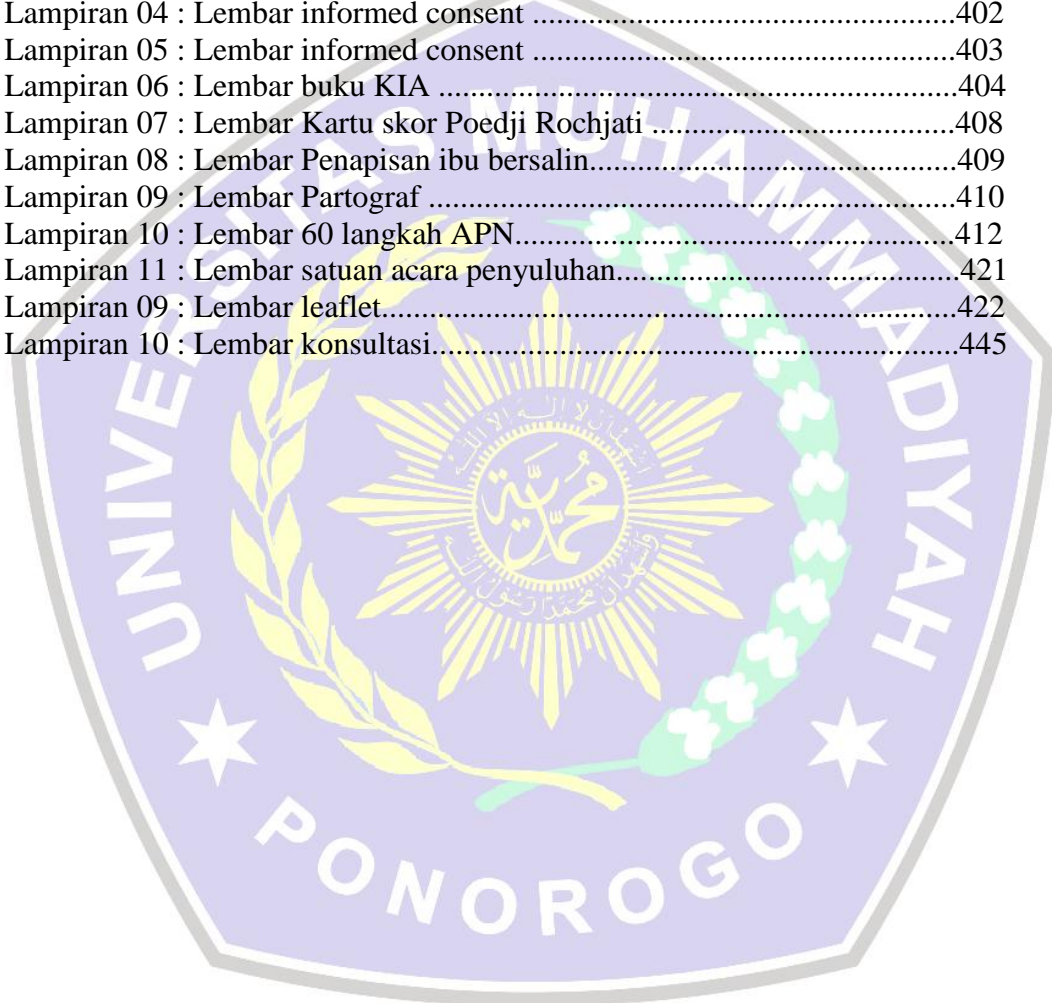 Lampiran 04 : Lembar informed consent .....................................................402
Lampiran 05 : Lembar informed consent .....................................................403
Lampiran 06 : Lembar buku KIA .................................................................404
Lampiran 07 : Lembar Kartu skor Poedji Rochjati ......................................408
Lampiran 08 : Lembar Penapisan ibu bersalin..............................................409
Lampiran 09 : Lembar Partograf ..................................................................410
Lampiran 10 : Lembar 60 langkah APN.......................................................412
Lampiran 11 : Lembar satuan acara penyuluhan...........................................421
Lampiran 09 : Lembar leaflet........................................................................422
Lampiran 10 : Lembar konsultasi..................................................................445
UNIVERSITAS MUHAMMADIYAH
محمدية
PONOROGO